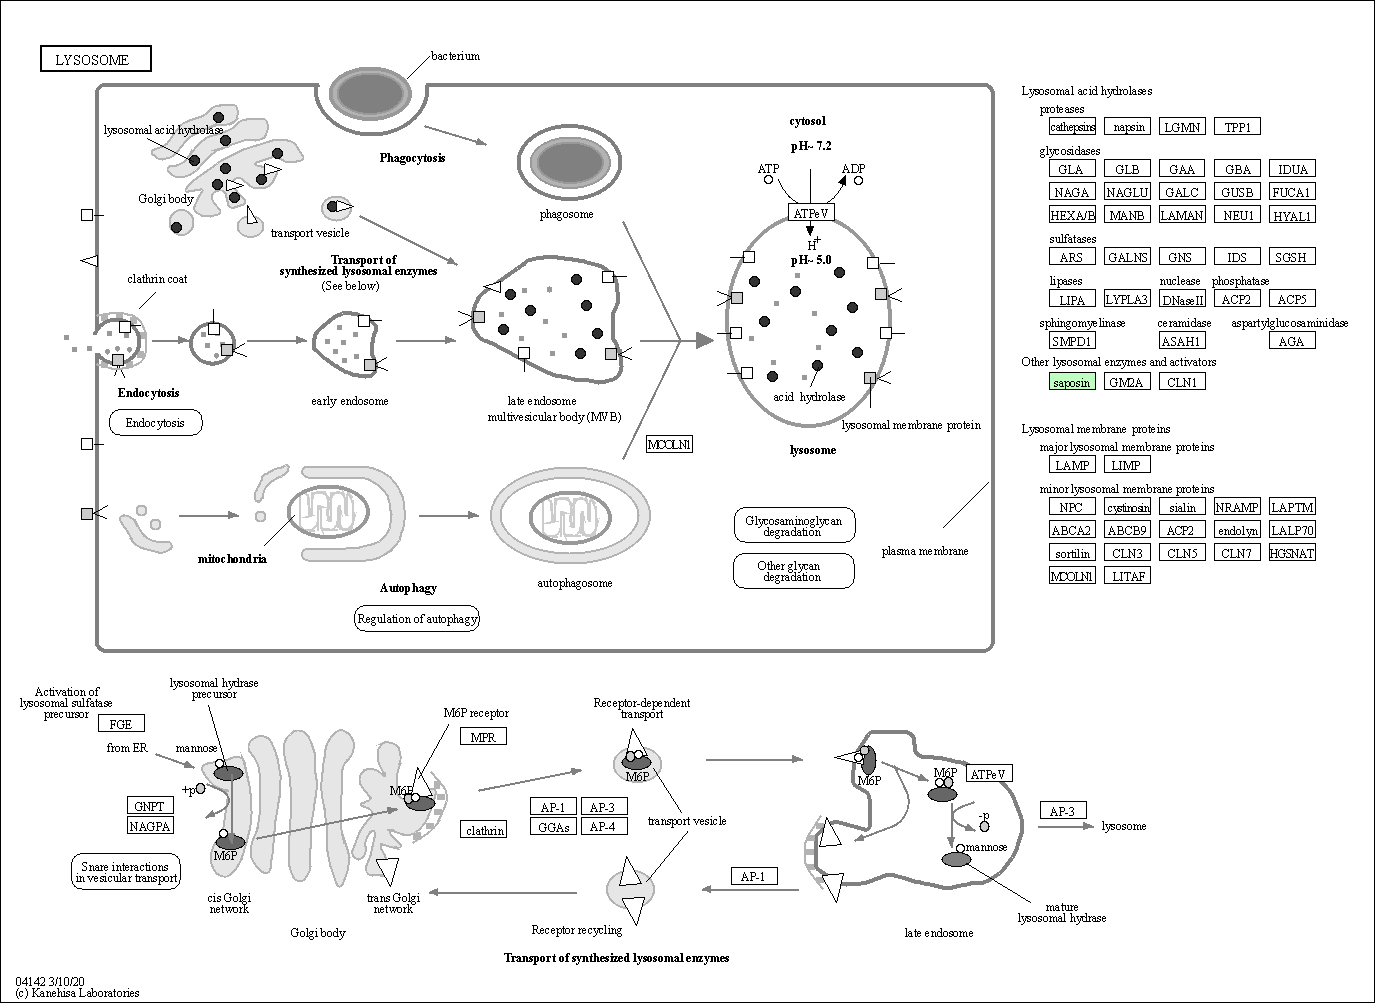 LYSOSOME
bacterium
lysosomal acid hydrolase
Golgi body
Phagocytosis
phagosome
transport vesicle
Transport of
synthesized lysosomal enzymes
(See below)
clathrin coat
Endocytosis
Endocytosis
early endosome
late endosome
multivesicular body (MVB)
cytosol
pH~ 7.2
ATP
ADP
ATPeV
H+
pH~ 5.0
acid hydrolase
lysosomal membrane protein
lysosome
MCOLN1
mitochondria
Autophagy
Regulation of autophagy
autophagosome
Glycosaminoglycan
degradation
Other glycan
degradation
plasma membrane
Lysosomal acid hydrolases
proteases
cathepsins napsin LGMN TPP1
glycosidases
GLA GLB GAA GBA IDUA
NAGA NAGLU GALC GUSB FUCA1
HEXA/B MANB LAMAN NEU1 HYAL1
sulfatases
ARS GALNS GNS IDS SGSH
lipases nuclease phosphatase
LIPA LYPLA3 DNaseII ACP2 ACP5
sphingomyelinase ceramidase aspartylglucosaminidase
SMPD1 ASAH1 AGA
Other lysosomal enzymes and activators
saposin GM2A CLN1
Lysosomal membrane proteins
major lysosomal membrane proteins
LAMP LIMP
minor lysosomal membrane proteins
NPC cystinosin sialin NRAMP LAPTM
ABCA2 ABCB9 ACP2 endolyn LALP70
sortilin CLN3 CLN5 CLN7 HGSNAT
MCOLN1 LITAF
Activation of
lysosomal sulfatase
precursor
FGE
lysosomal hydrase
precursor
from ER
mannose
+p
GNPT
NAGPA
M6P
Snare interactions
in vesicular transport
cis Golgi
network
Golgi body
trans Golgi
network
M6P receptor
MPR
M6P
clathrin
Receptor-dependent
transport
M6P
AP-1 AP-3
GGAs AP-4
transport vesicle
Receptor recycling
AP-1
M6P
M6P
ATPeV
-p
mannose
AP-3
lysosome
mature
lysosomal hydrase
late endosome
Transport of synthesized lysosomal enzymes
04142 3/10/20
(c) Kanehisa Laboratories